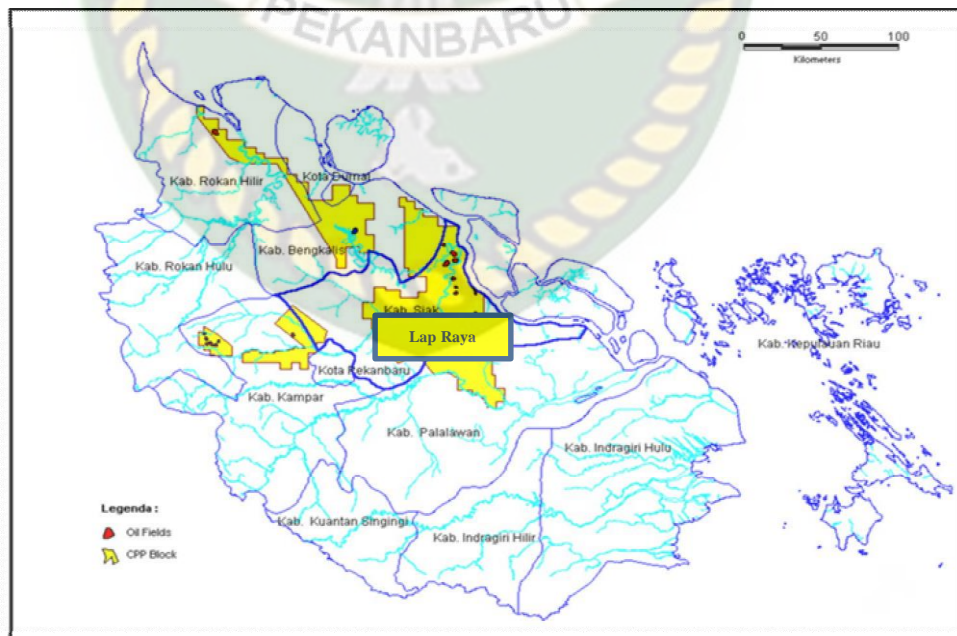 PEKANBARU
0 50 100
Kilometers
Kab. Rokan Hilir
Kota Dumai
Kab. Bengkalis
Kab. Rokan Hulu
Kab. Siak
Lap Raya
Kab. Kepulauan Riau
Kota Pekanbaru
Kab. Kampar
Kab. Palalawan
Kab. Indragiri Hulu
Kab. Kuantan Singingi
Kab. Indragiri Hilir
Legenda :
Oil Fields
CPP Block